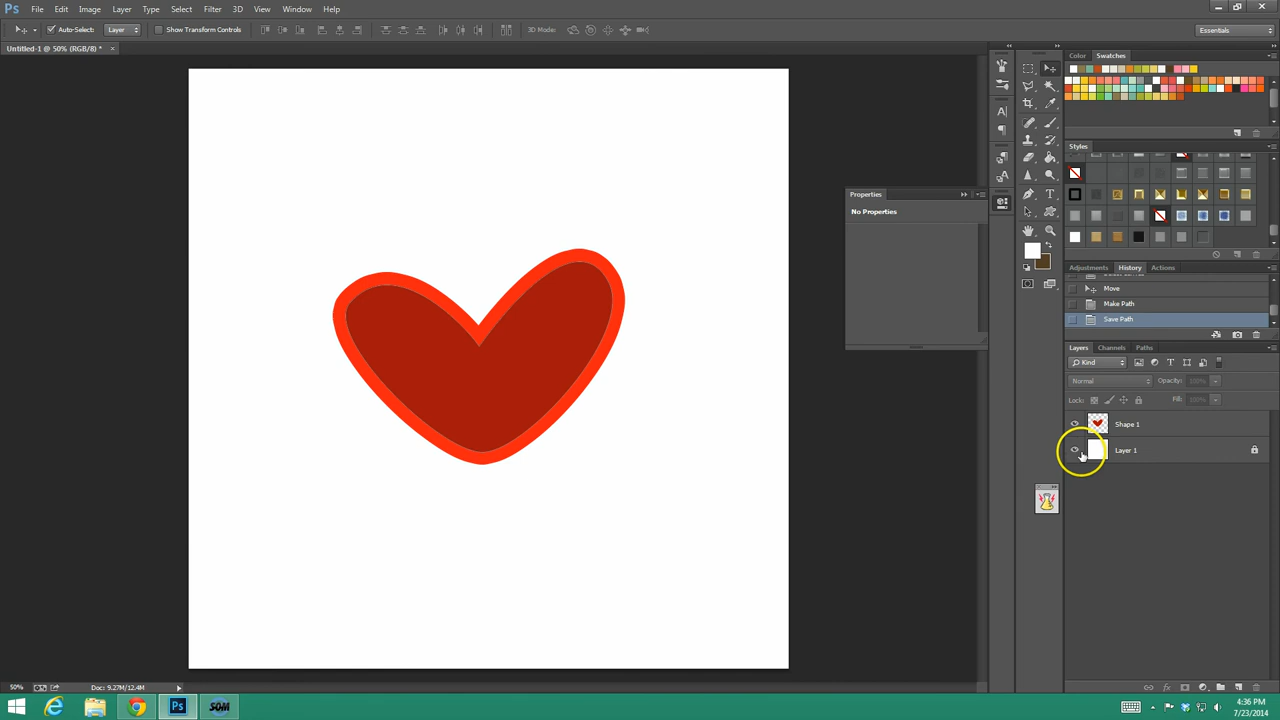 Ps File Edit Image Layer Type Select Filter 3D View Window Help
Auto-Select: Layer Show Transform Controls 3D Mode: Essentials
Untitled-1 @ 50% (RGB/8) *
Color Swatches
Styles
Properties
No Properties
Adjustments History Actions
Move
Make Path
Save Path
Layers Channels Paths
Kind
Normal Opacity: 100%
Lock: Fill: 100%
Shape 1
Layer 1
50% Doc: 9.27M/12.4M
Ps SOM
4:36 PM
7/23/2014